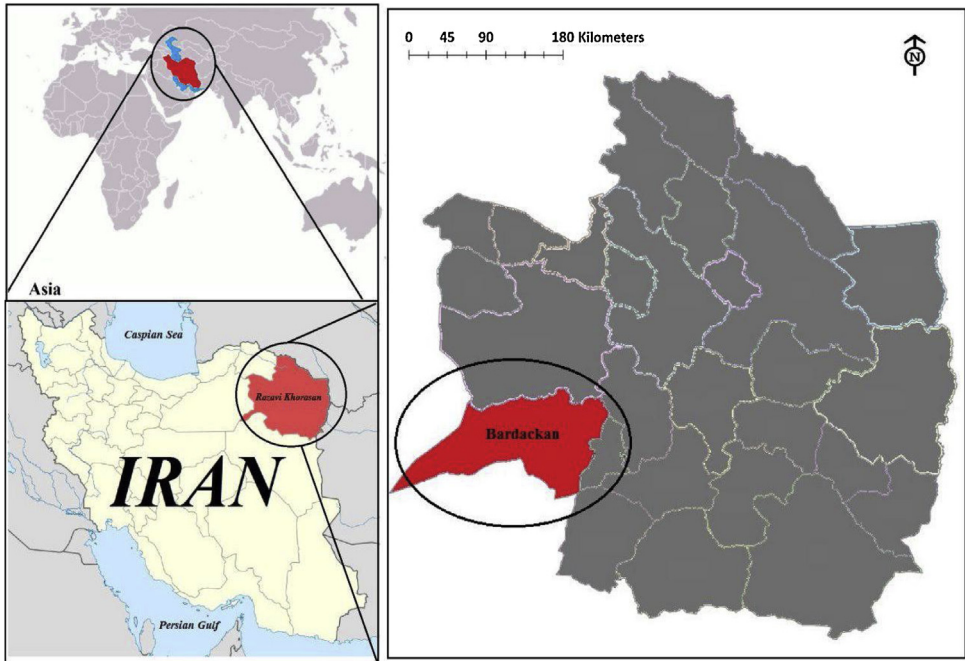 Asia
Caspian Sea
Razavi Khorasan
IRAN
Persian Gulf
0 45 90 180 Kilometers
N
Bardackan